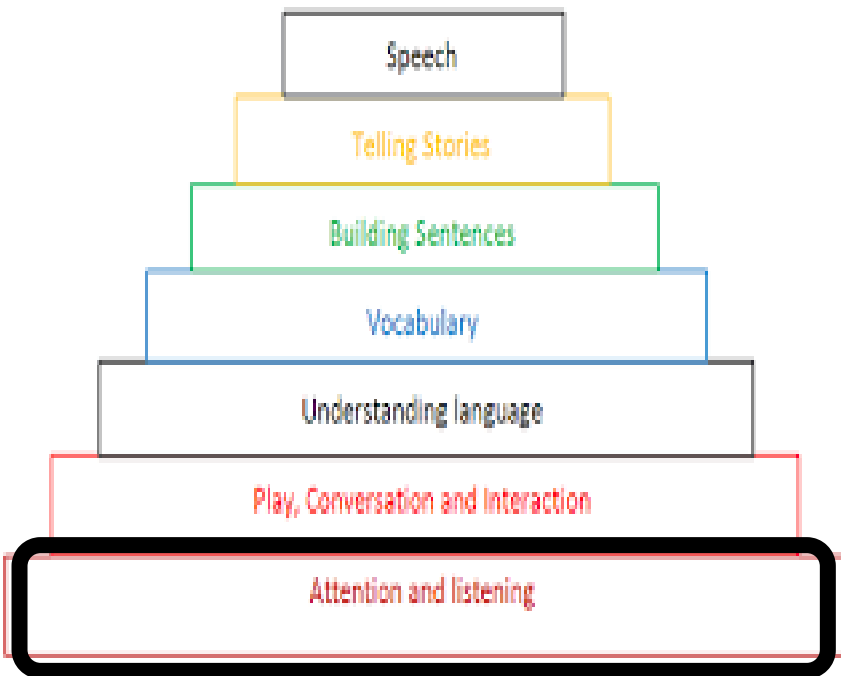 Speech
Telling Stories
Building Sentences
Vocabulary
Understanding language
Play, Conversation and Interaction
Attention and listening